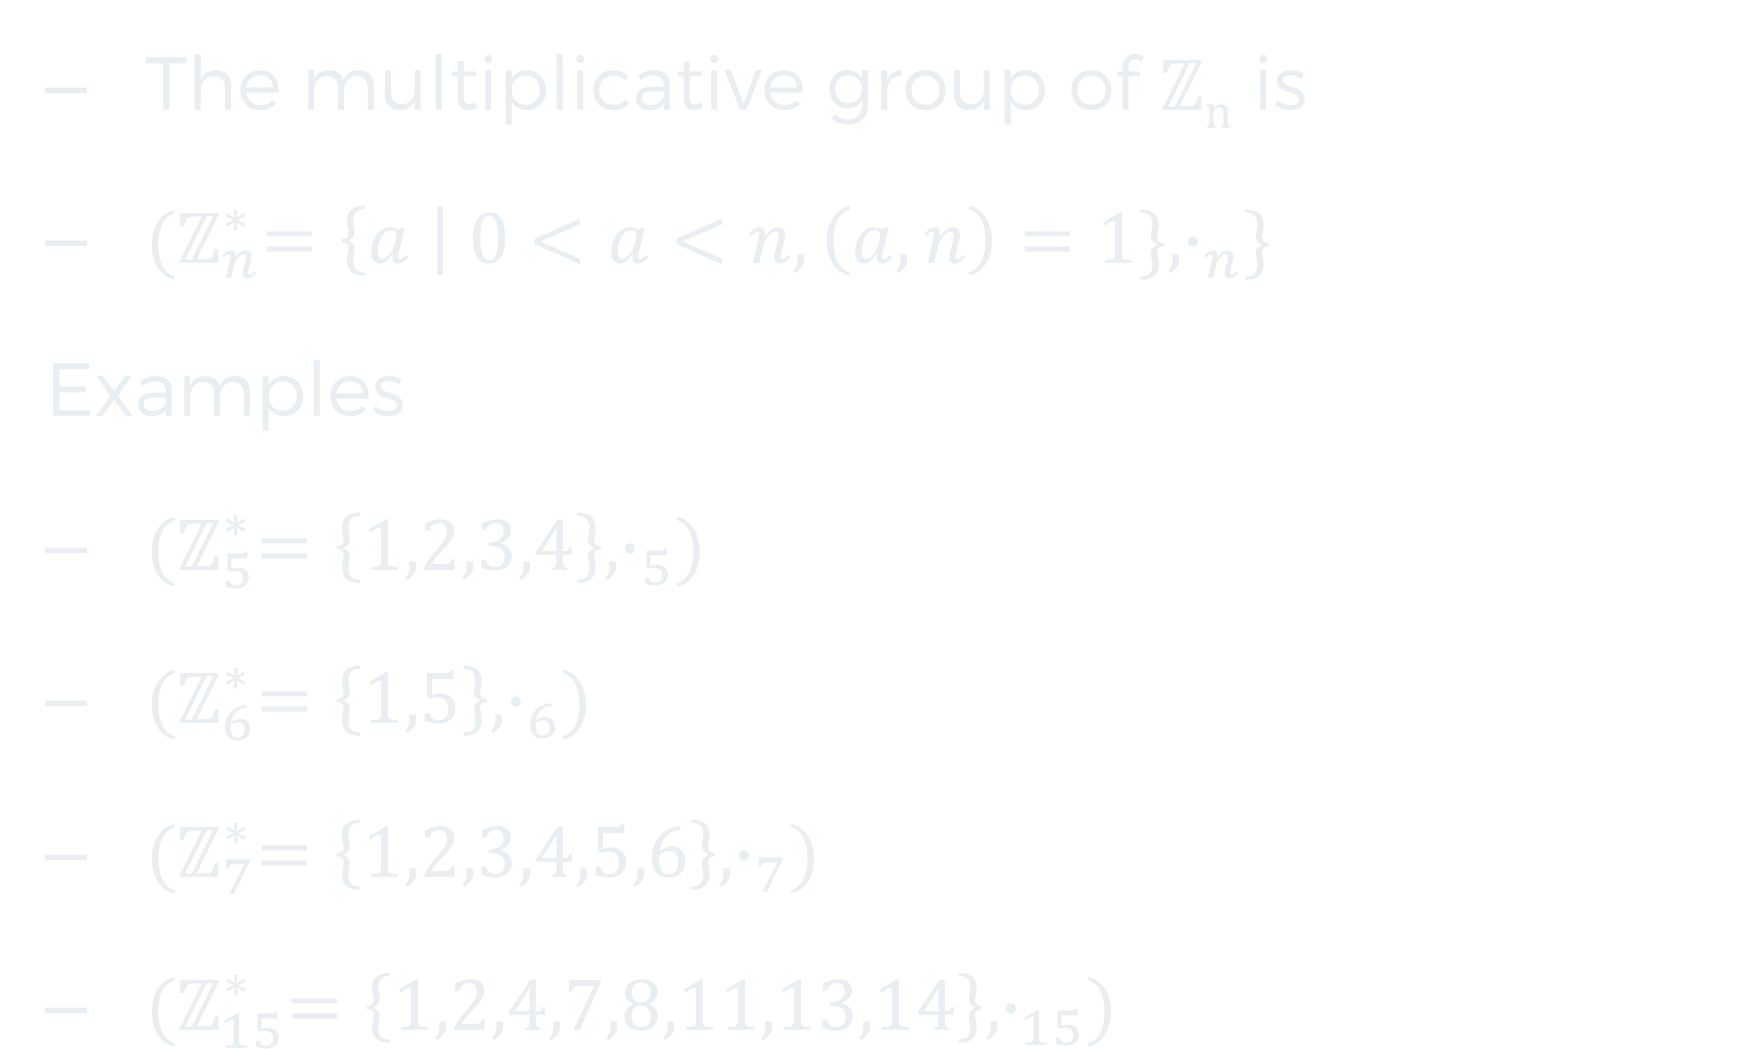 – The multiplicative group of ℤₙ is
– (ℤ*ₙ= {a | 0 < a < n, (a, n) = 1},·ₙ}
Examples
– (ℤ*₅= {1,2,3,4},·₅)
– (ℤ*₆= {1,5},·₆)
– (ℤ*₇= {1,2,3,4,5,6},·₇)
– (ℤ*₁₅= {1,2,4,7,8,11,13,14},·₁₅)